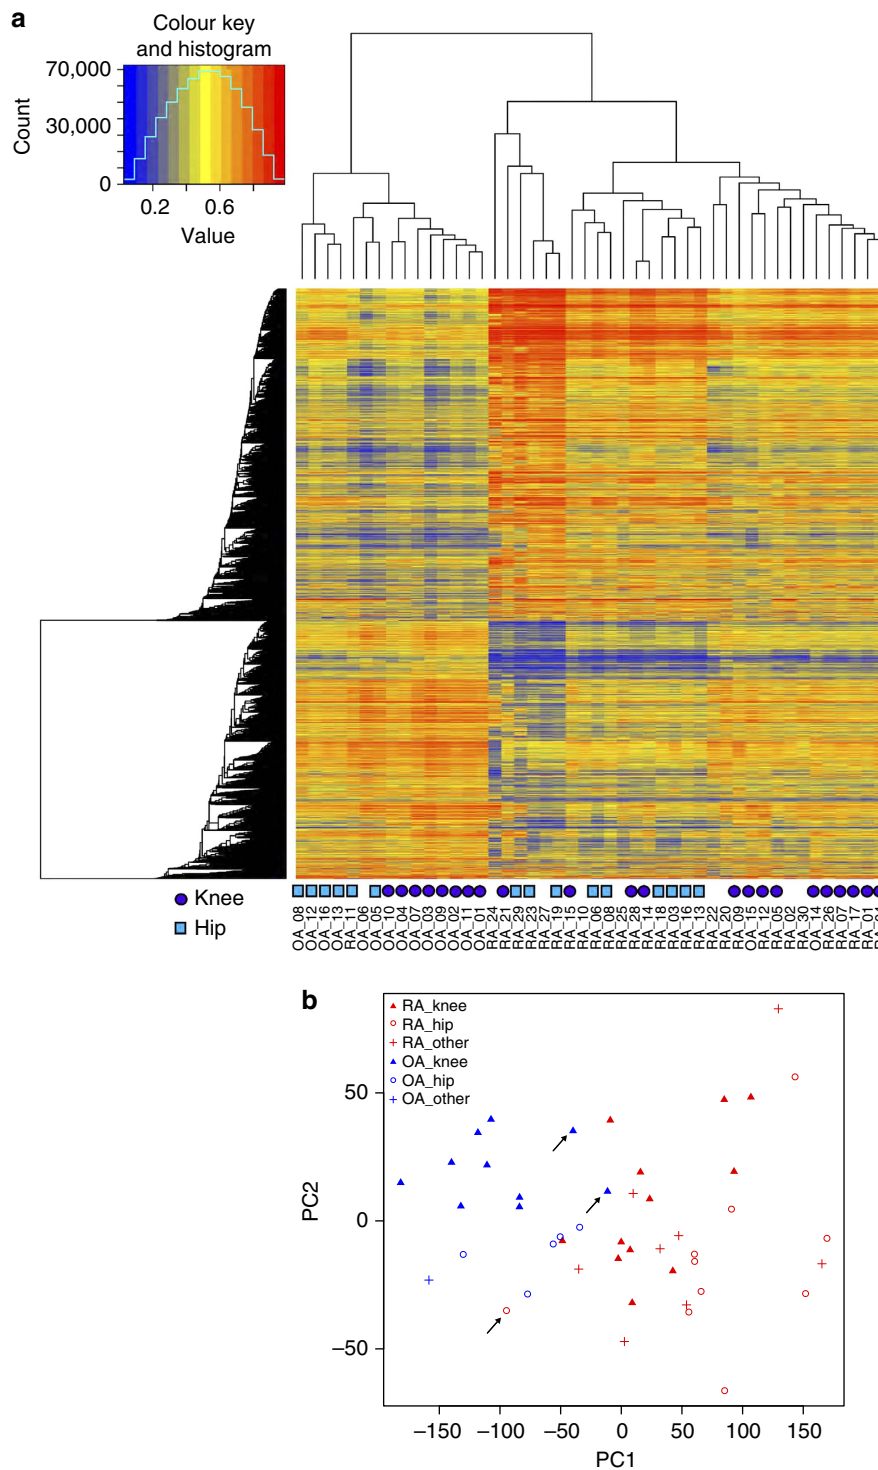 a
Colour key
and histogram
70,000
30,000
0
Count
0.2 0.6
Value
Knee
Hip
OA_08
OA_12
OA_16
OA_13
RA_11
OA_06
OA_05
OA_10
OA_04
OA_07
OA_03
OA_09
OA_02
OA_11
OA_01
RA_24
RA_21
RA_29
RA_23
RA_27
RA_19
RA_15
RA_10
RA_06
RA_08
RA_25
RA_28
RA_14
RA_18
RA_03
RA_16
RA_13
RA_22
RA_20
RA_09
OA_15
RA_12
RA_05
RA_02
RA_30
OA_14
RA_26
RA_07
RA_17
RA_01
b
RA_knee
RA_hip
RA_other
OA_knee
OA_hip
OA_other
50
0
−50
PC2
−150 −100 −50 0 50 100 150
PC1